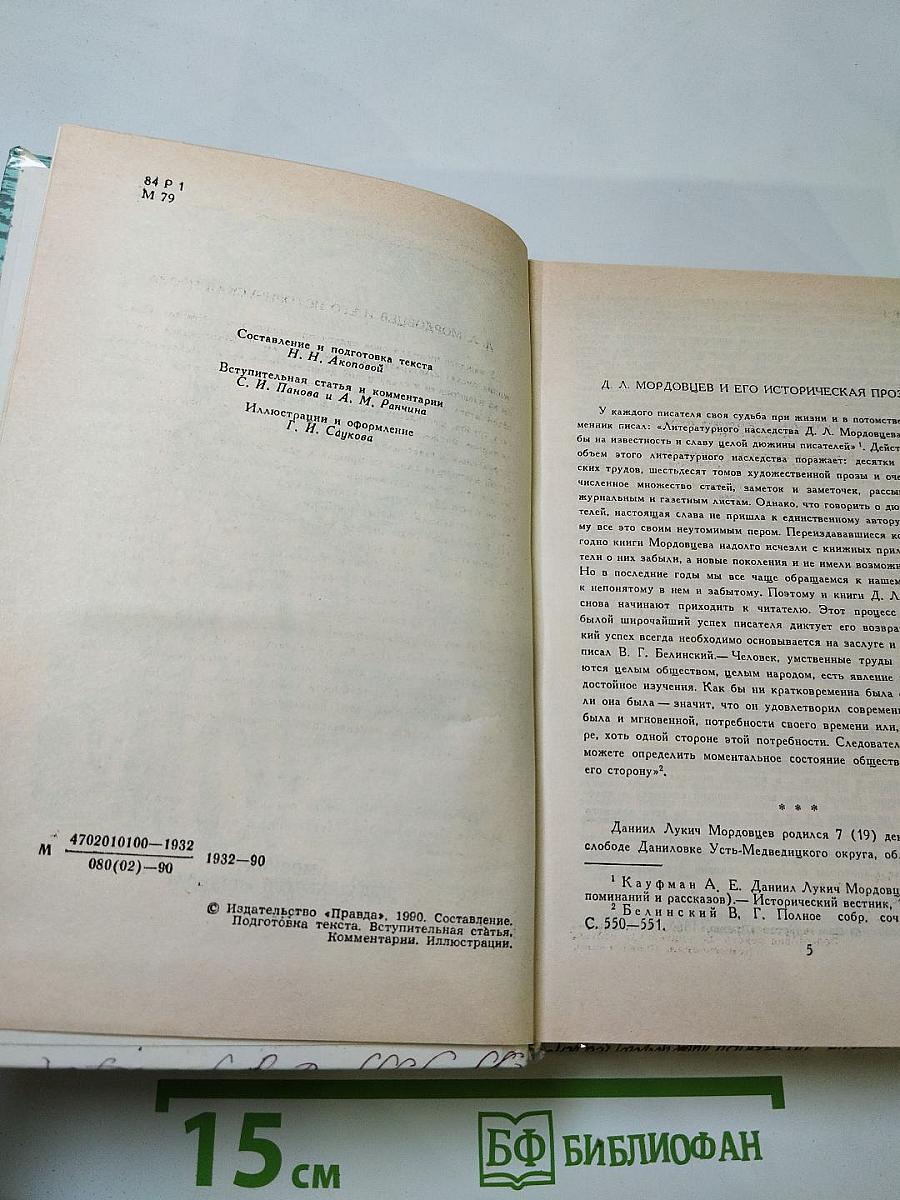 84 Р 1
М 79
Составление и подготовка текста
Н. Н. Акоповой
Вступительная статья и комментарии
С. И. Панова и А. М. Ранчина
Иллюстрации и оформление
Г. И. Саукова
М 4702010100—1932
080(02)—90
1932—90
© Издательство «Правда», 1990. Составление.
Подготовка текста. Вступительная статья.
Комментарии. Иллюстрации.
Д. Л. МОРДОВЦЕВ И ЕГО ИСТОРИЧЕСКАЯ ПРОЗ
У каждого писателя своя судьба при жизни и в потомстве
менник писал: «Литературного наследства Д. Л. Мордовцева
бы на известность и славу целой дюжины писателей»¹. Дейст
объем этого литературного наследства поражает: десятки
ских трудов, шестьдесят томов художественной прозы и оче
численное множество статей, заметок и заметочек, рассы
журнальным и газетным листам. Однако, что говорить о дю
телей, настоящая слава не пришла к единственному автору
му все это своим неутомимым пером. Переиздававшиеся
годно книги Мордовцева надолго исчезли с книжных
тели о них забыли, а новые поколения и не имели возможн
Но в последние годы мы все чаще обращаемся к нашем
к непонятому в нем и забытому. Поэтому и книги Д. Л.
снова начинают приходить к читателю. Этот процесс
былой широчайший успех писателя диктует его возвра
кий успех всегда необходимо основывается на заслуге и
писал В. Г. Белинский.— Человек, умственные труды
ются целым обществом, целым народом, есть явление
достойное изучения. Как бы ни кратковременна была
ли она была — значит, что он удовлетворил современ
была и мгновенной, потребности своего времени или,
ре, хоть одной стороне этой потребности. Следовател
можете определить моментальное состояние обществ
его сторону»².
* * *
Даниил Лукич Мордовцев родился 7 (19) дек
слободе Даниловке Усть-Медведицкого округа, об
¹ Кауфман А. Е. Даниил Лукич Мордовц
поминаний и рассказов).— Исторический вестник,
² Белинский В. Г. Полное собр. соч
С. 550—551.
5
15 см
БФ БИБЛИОФАН